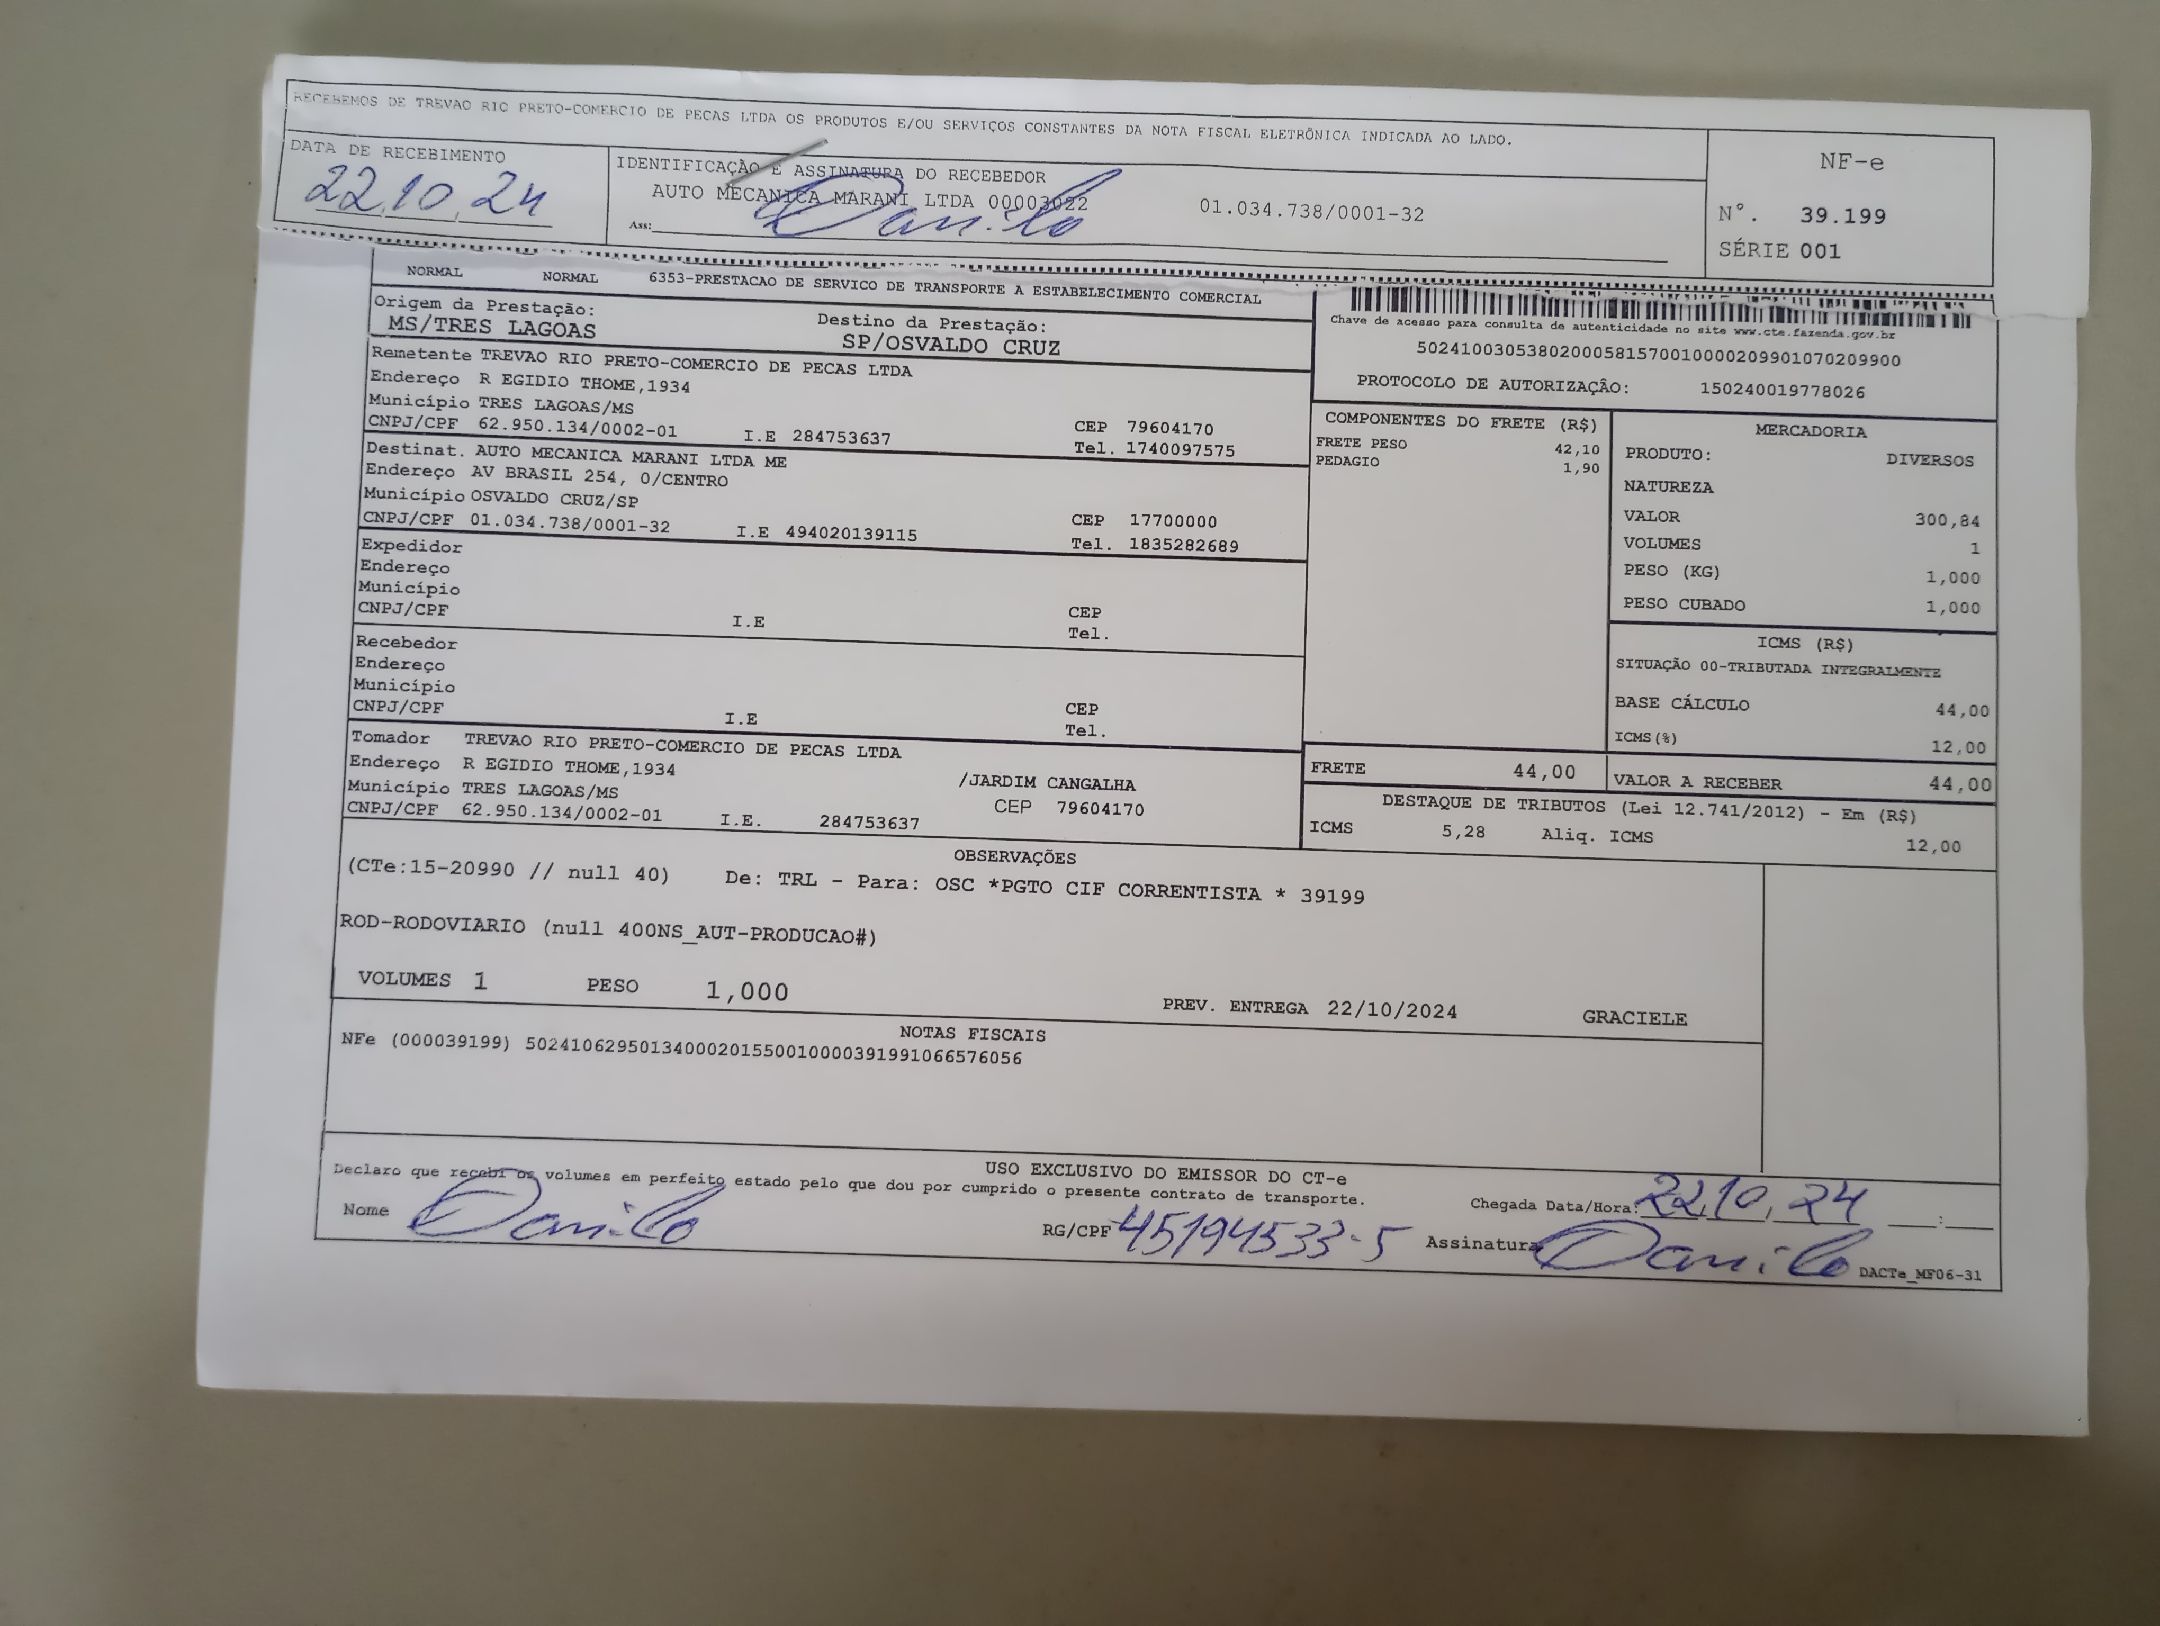 RECEBEMOS DE TREVAO RIO PRETO-COMERCIO DE PECAS LTDA OS PRODUTOS E/OU SERVIÇOS CONSTANTES DA NOTA FISCAL ELETRÔNICA INDICADA AO LADO.
DATA DE RECEBIMENTO
22,10,24
IDENTIFICAÇÃO E ASSINATURA DO RECEBEDOR
AUTO MECANICA MARANI LTDA 00003022 01.034.738/0001-32
Ass: Danilo
NF-e
N°. 39.199
SÉRIE 001
NORMAL NORMAL 6353-PRESTACAO DE SERVICO DE TRANSPORTE A ESTABELECIMENTO COMERCIAL
Origem da Prestação: Destino da Prestação:
MS/TRES LAGOAS SP/OSVALDO CRUZ
Chave de acesso para consulta de autenticidade no site www.cte.fazenda.gov.br
50241003053802000581570010000209901070209900
PROTOCOLO DE AUTORIZAÇÃO: 150240019778026
Remetente TREVAO RIO PRETO-COMERCIO DE PECAS LTDA
Endereço R EGIDIO THOME,1934
Município TRES LAGOAS/MS CEP 79604170
CNPJ/CPF 62.950.134/0002-01 I.E 284753637 Tel. 1740097575
Destinat. AUTO MECANICA MARANI LTDA ME
Endereço AV BRASIL 254, 0/CENTRO
Município OSVALDO CRUZ/SP CEP 17700000
CNPJ/CPF 01.034.738/0001-32 I.E 494020139115 Tel. 1835282689
Expedidor
Endereço
Município CEP
CNPJ/CPF I.E Tel.
Recebedor
Endereço
Município CEP
CNPJ/CPF I.E Tel.
Tomador TREVAO RIO PRETO-COMERCIO DE PECAS LTDA
Endereço R EGIDIO THOME,1934 /JARDIM CANGALHA
Município TRES LAGOAS/MS CEP 79604170
CNPJ/CPF 62.950.134/0002-01 I.E. 284753637
COMPONENTES DO FRETE (R$)
FRETE PESO 42,10
PEDAGIO 1,90
MERCADORIA
PRODUTO: DIVERSOS
NATUREZA
VALOR 300,84
VOLUMES 1
PESO (KG) 1,000
PESO CUBADO 1,000
ICMS (R$)
SITUAÇÃO 00-TRIBUTADA INTEGRALMENTE
BASE CÁLCULO 44,00
ICMS(%) 12,00
FRETE 44,00 VALOR A RECEBER 44,00
DESTAQUE DE TRIBUTOS (Lei 12.741/2012) - Em (R$)
ICMS 5,28 Aliq. ICMS 12,00
OBSERVAÇÕES
(CTe:15-20990 // null 40) De: TRL - Para: OSC *PGTO CIF CORRENTISTA * 39199
ROD-RODOVIARIO (null 400NS_AUT-PRODUCAO#)
VOLUMES 1 PESO 1,000 PREV. ENTREGA 22/10/2024 GRACIELE
NOTAS FISCAIS
NFe (000039199) 50241062950134000201550010000391991066576056
USO EXCLUSIVO DO EMISSOR DO CT-e
Declaro que recebi os volumes em perfeito estado pelo que dou por cumprido o presente contrato de transporte.
Chegada Data/Hora: 22,10,24 :
Nome Danilo RG/CPF 45194533-5 Assinatura Danilo
DACTe_MF06-31